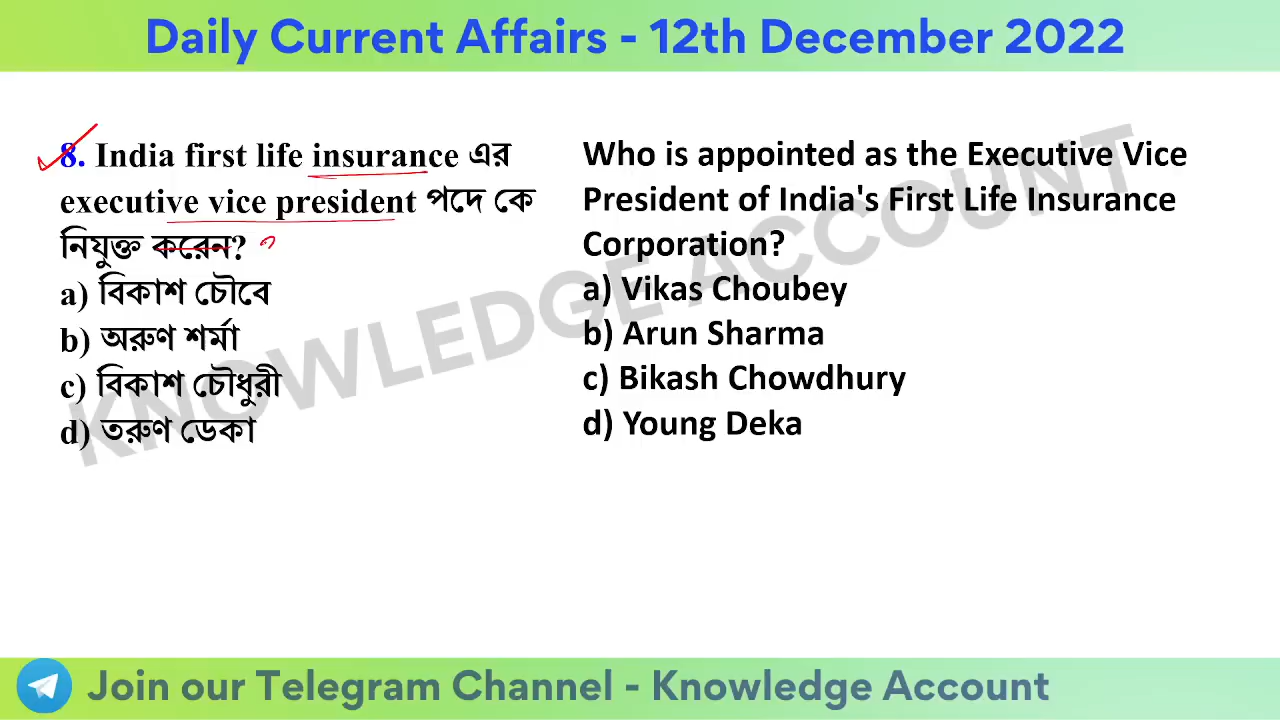 Daily Current Affairs - 12th December 2022
8. India first life insurance এর
executive vice president পদে কে
নিযুক্ত করেন? ?
a) বিকাশ চৌবে
b) অরুণ শর্মা
c) বিকাশ চৌধুরী
d) তরুণ ডেকা
Who is appointed as the Executive Vice
President of India's First Life Insurance
Corporation?
a) Vikas Choubey
b) Arun Sharma
c) Bikash Chowdhury
d) Young Deka
KNOWLEDGE ACCOUNT
Join our Telegram Channel - Knowledge Account